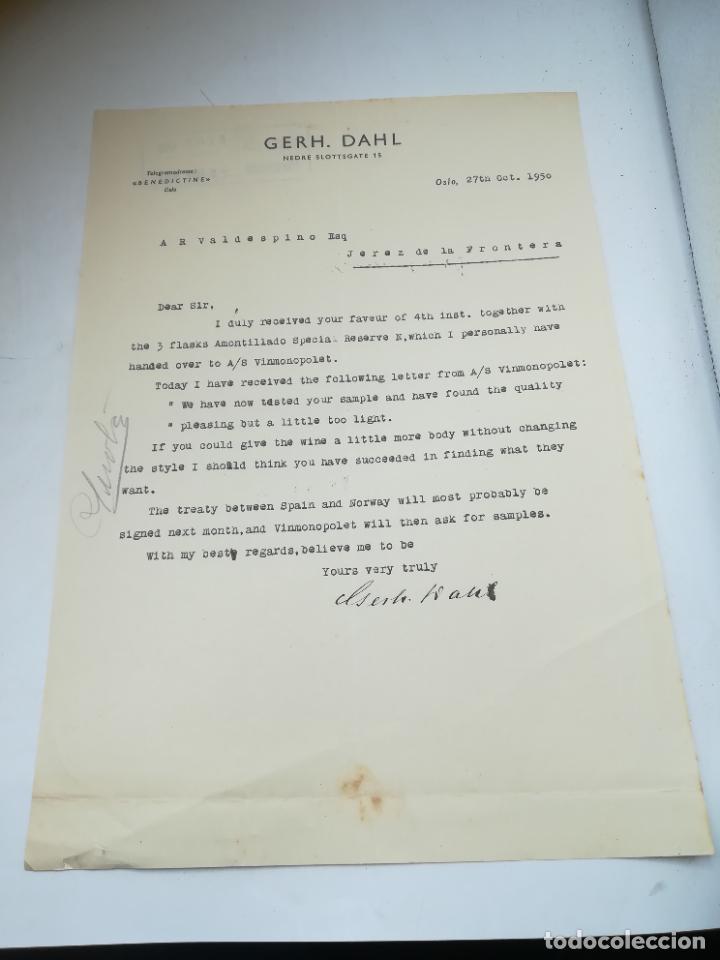 GERH. DAHL
NEDRE SLOTTSGATE 15
Telegramadresse:
«BENEDICTINE»
Oslo
Oslo, 27th Oct. 1950
A R Valdespino Esq
Jerez de la Frontera
Dear Sir,
I duly received your faveur of 4th inst. together with
the 3 flasks Amontillado Special Reserve N,which I personally have
handed over to A/S Vinmonopolet.
Today I have received the following letter from A/S Vinmonopolet:
" We have now tested your sample and have found the quality
" pleasing but a little too light.
If you could give the wine a little more body without changing
the style I should think you have succeeded in finding what they
want.
The treaty between Spain and Norway will most probably be
signed next month,and Vinmonopolet will then ask for samples.
With my best regards,believe me to be
Yours very truly
Gerh. Dahl
todocoleccion